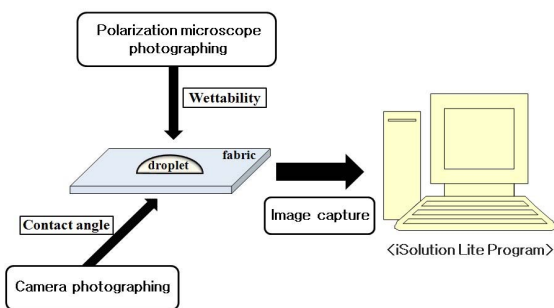 Polarization microscope
photographing
Wettability
fabric
droplet
Contact angle
Image capture
Camera photographing
<iSolution Lite Program>